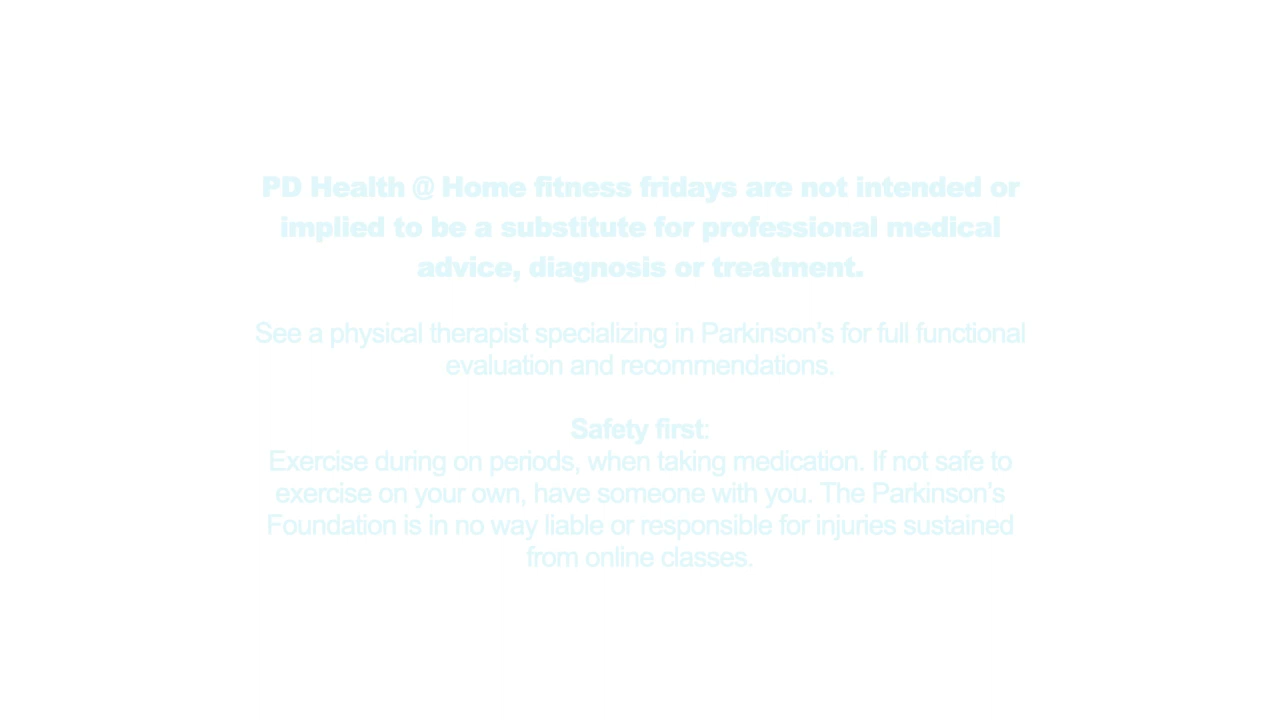 PD Health @ Home fitness fridays are not intended or
implied to be a substitute for professional medical
advice, diagnosis or treatment.
See a physical therapist specializing in Parkinson's for full functional
evaluation and recommendations.
Safety first:
Exercise during on periods, when taking medication. If not safe to
exercise on your own, have someone with you. The Parkinson's
Foundation is in no way liable or responsible for injuries sustained
from online classes.